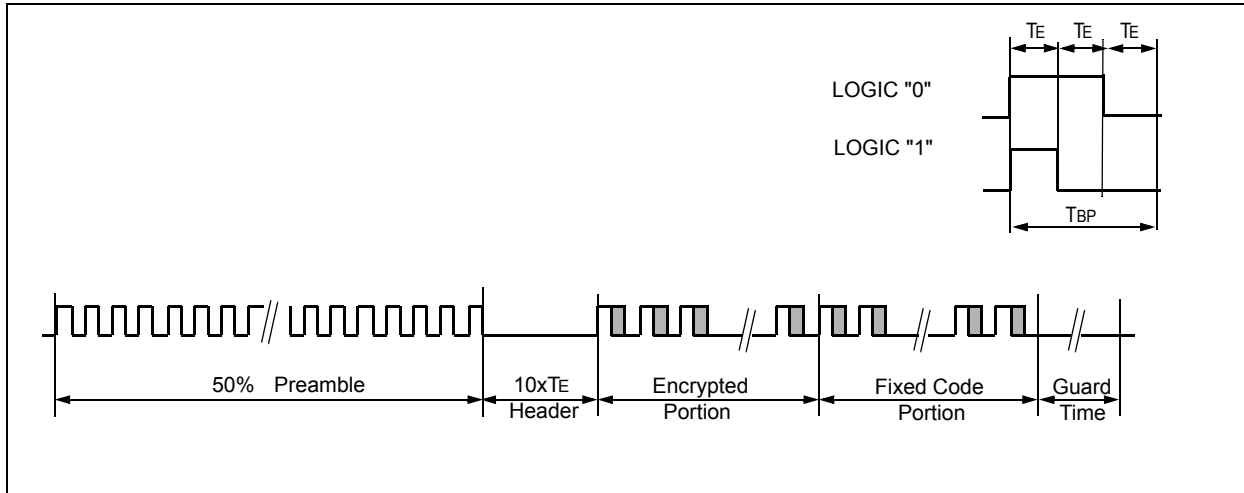 TE TE TE
LOGIC "0"
LOGIC "1"
TBP
50% Preamble
10xTE
Header
Encrypted
Portion
Fixed Code
Portion
Guard
Time